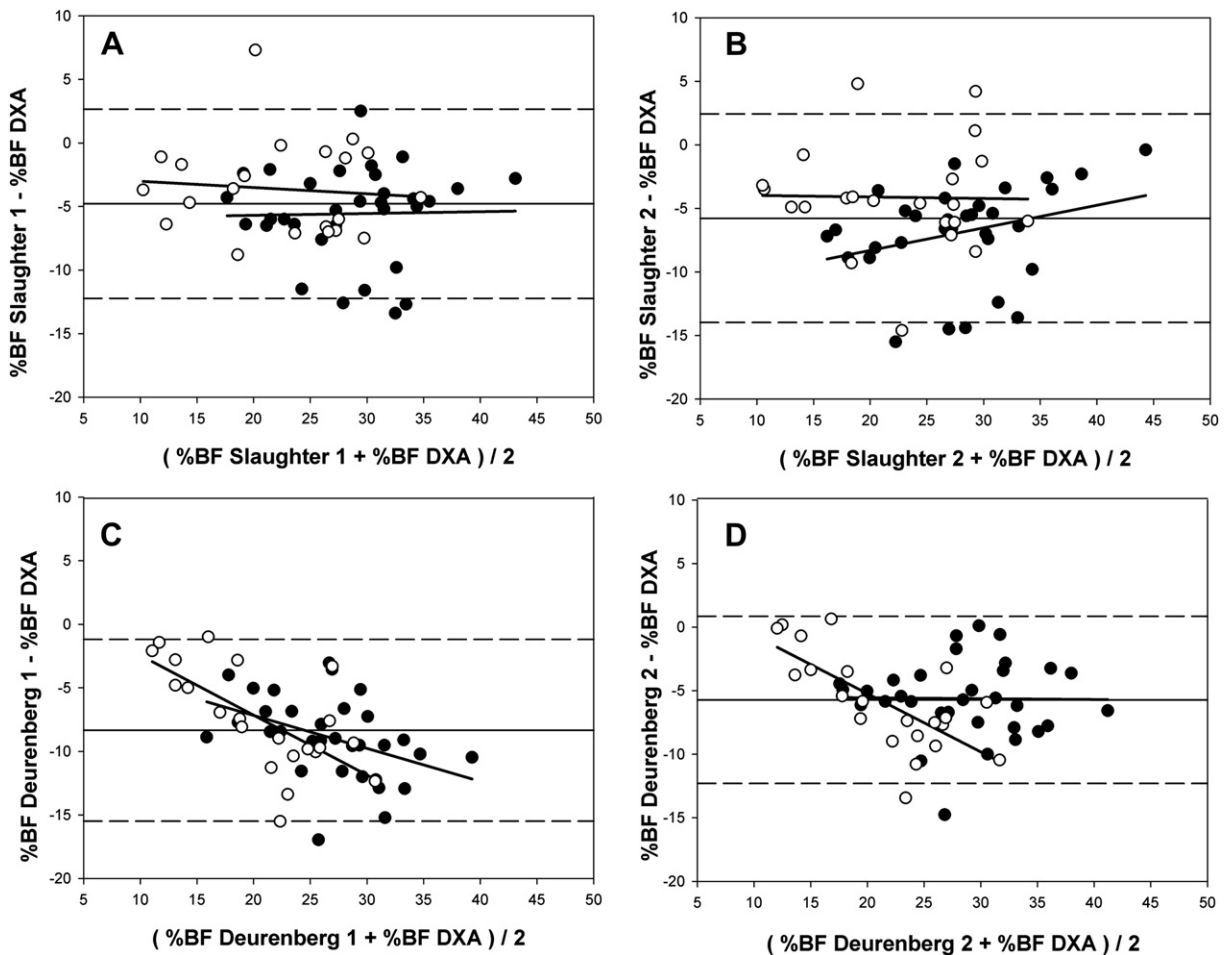 A
10
5
0
-5
-10
-15
-20
%BF Slaughter 1 - %BF DXA
5 10 15 20 25 30 35 40 45 50
( %BF Slaughter 1 + %BF DXA ) / 2
B
10
5
0
-5
-10
-15
-20
%BF Slaughter 2 - %BF DXA
5 10 15 20 25 30 35 40 45 50
( %BF Slaughter 2 + %BF DXA ) / 2
C
10
5
0
-5
-10
-15
-20
%BF Deurenberg 1 - %BF DXA
5 10 15 20 25 30 35 40 45 50
( %BF Deurenberg 1 + %BF DXA ) / 2
D
10
5
0
-5
-10
-15
-20
%BF Deurenberg 2 - %BF DXA
5 10 15 20 25 30 35 40 45 50
( %BF Deurenberg 2 + %BF DXA ) / 2